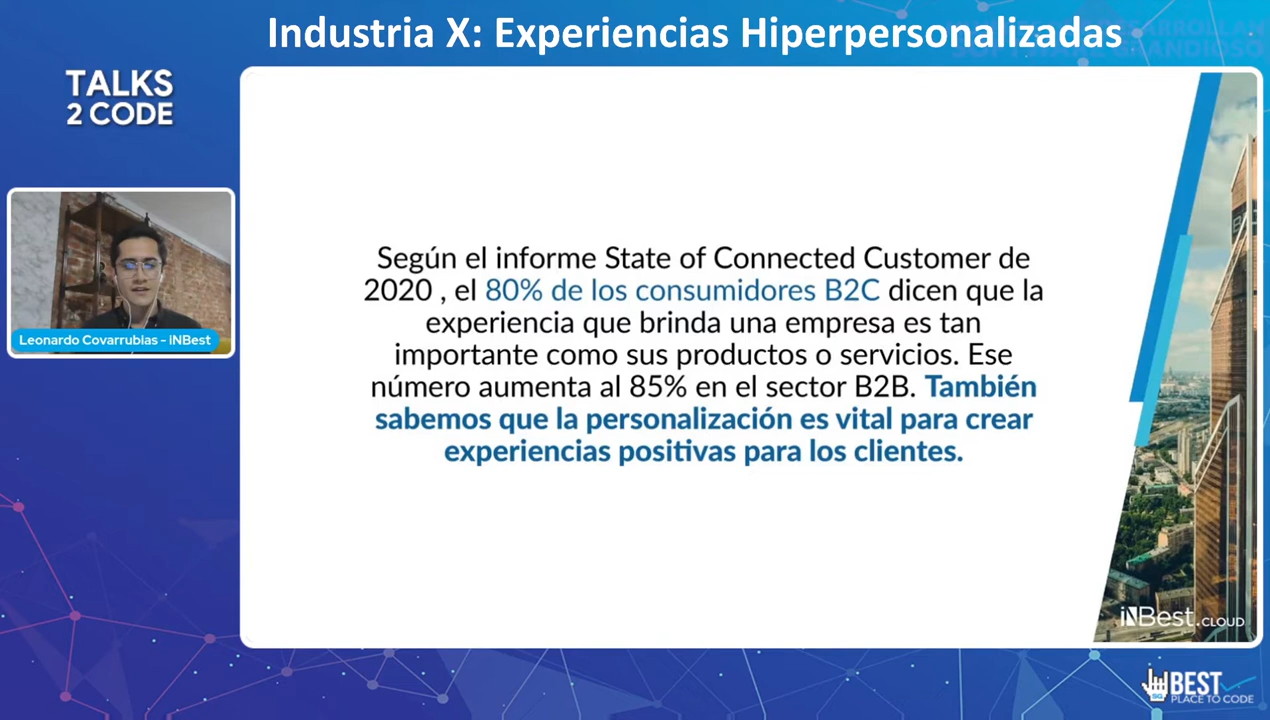 Industria X: Experiencias Hiperpersonalizadas
TALKS
2 CODE
Leonardo Covarrubias - iNBest
Según el informe State of Connected Customer de
2020 , el 80% de los consumidores B2C dicen que la
experiencia que brinda una empresa es tan
importante como sus productos o servicios. Ese
número aumenta al 85% en el sector B2B. También
sabemos que la personalización es vital para crear
experiencias positivas para los clientes.
iNBest.CLOUD
SG
BEST
PLACE TO CODE